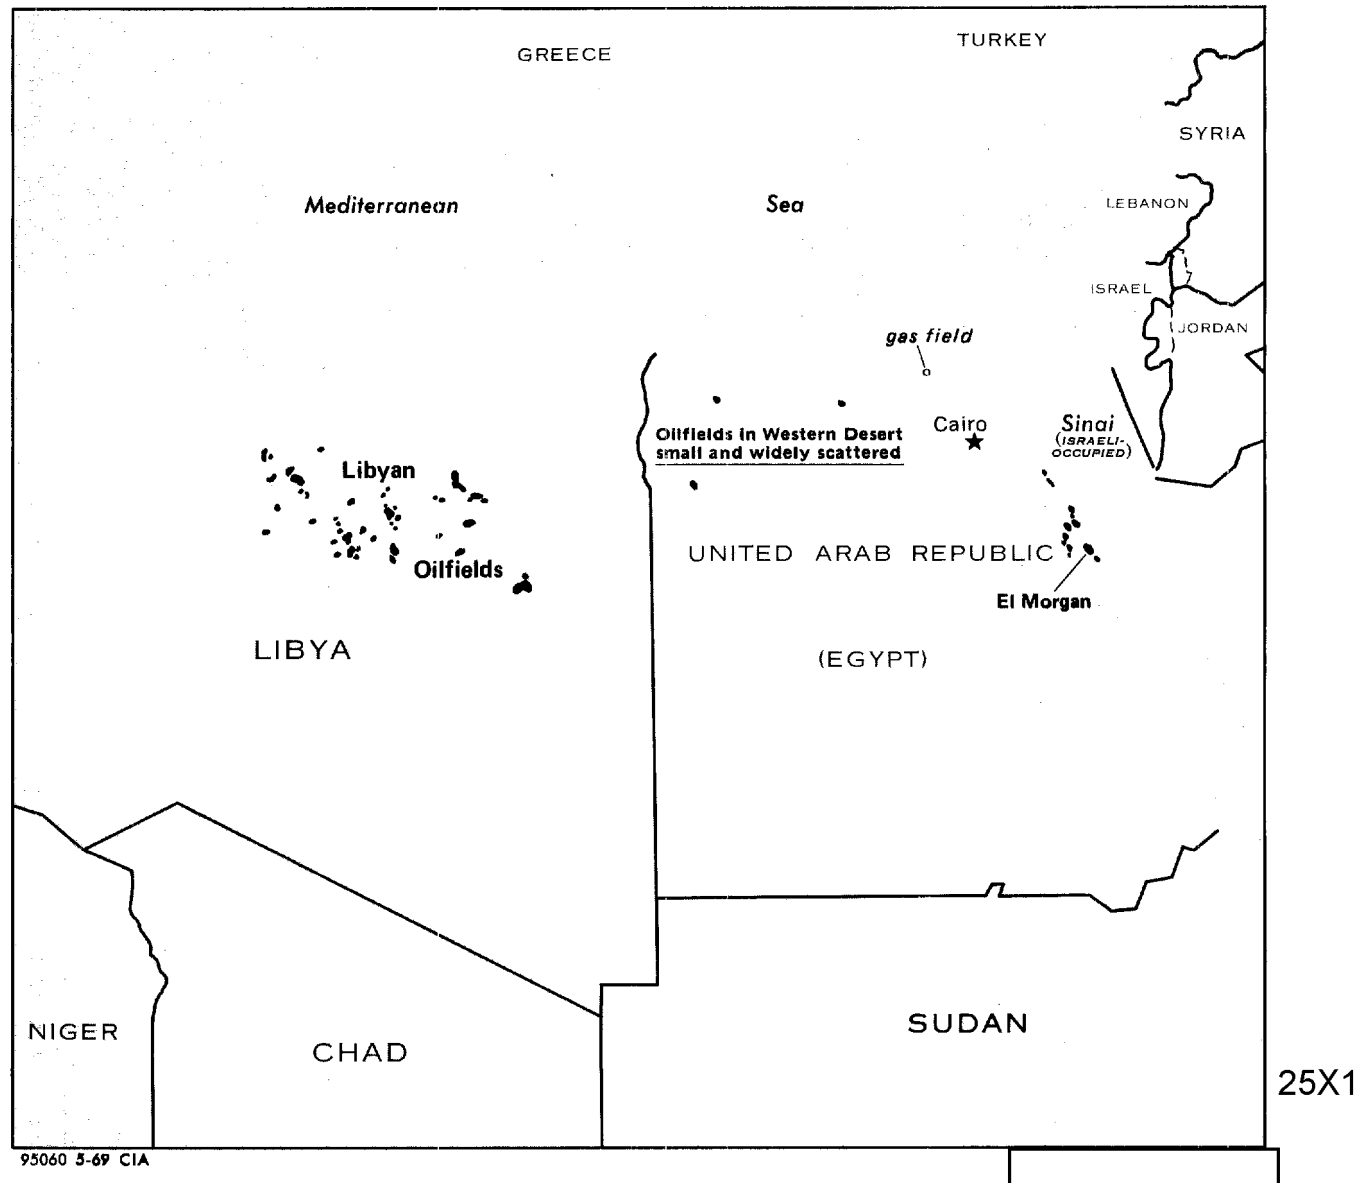 GREECE
TURKEY
SYRIA
Mediterranean
Sea
LEBANON
ISRAEL
JORDAN
gas field
Cairo
Sinai
(ISRAELI-
OCCUPIED)
Oilfields in Western Desert
small and widely scattered
Libyan
Oilfields
UNITED ARAB REPUBLIC
El Morgan
LIBYA
(EGYPT)
NIGER
CHAD
SUDAN
25X1
95060 5-69 CIA